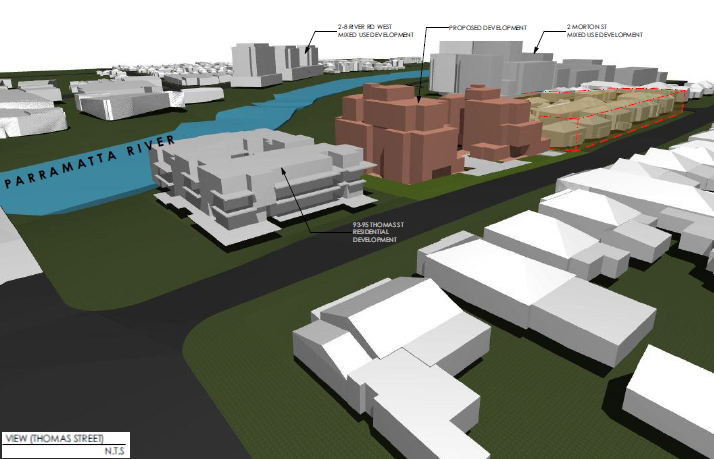 2-8 RIVER RD WEST
MIXED USE DEVELOPMENT
PROPOSED DEVELOPMENT
2 MORTON ST
MIXED USE DEVELOPMENT
PARRAMATTA RIVER
93-95 THOMAS ST
RESIDENTIAL
DEVELOPMENT
VIEW (THOMAS STREET)
N.T.S